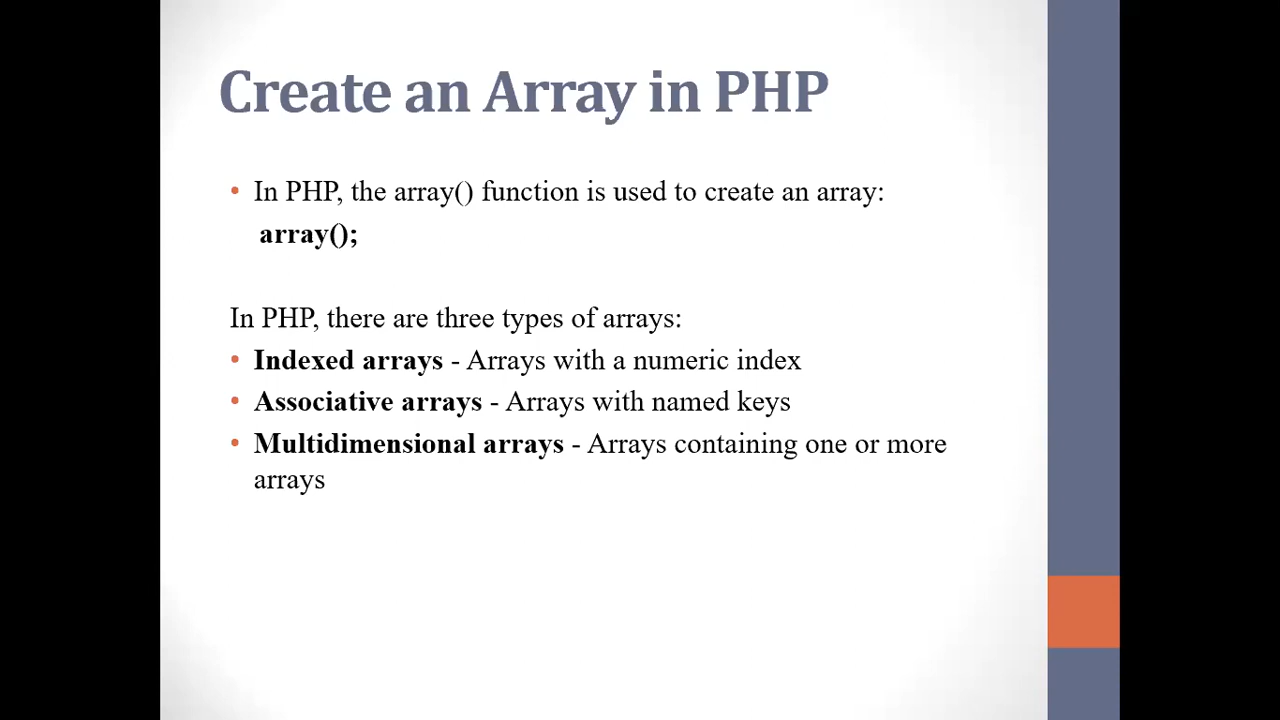 Create an Array in PHP
• In PHP, the array() function is used to create an array:
array();
In PHP, there are three types of arrays:
• Indexed arrays - Arrays with a numeric index
• Associative arrays - Arrays with named keys
• Multidimensional arrays - Arrays containing one or more
arrays